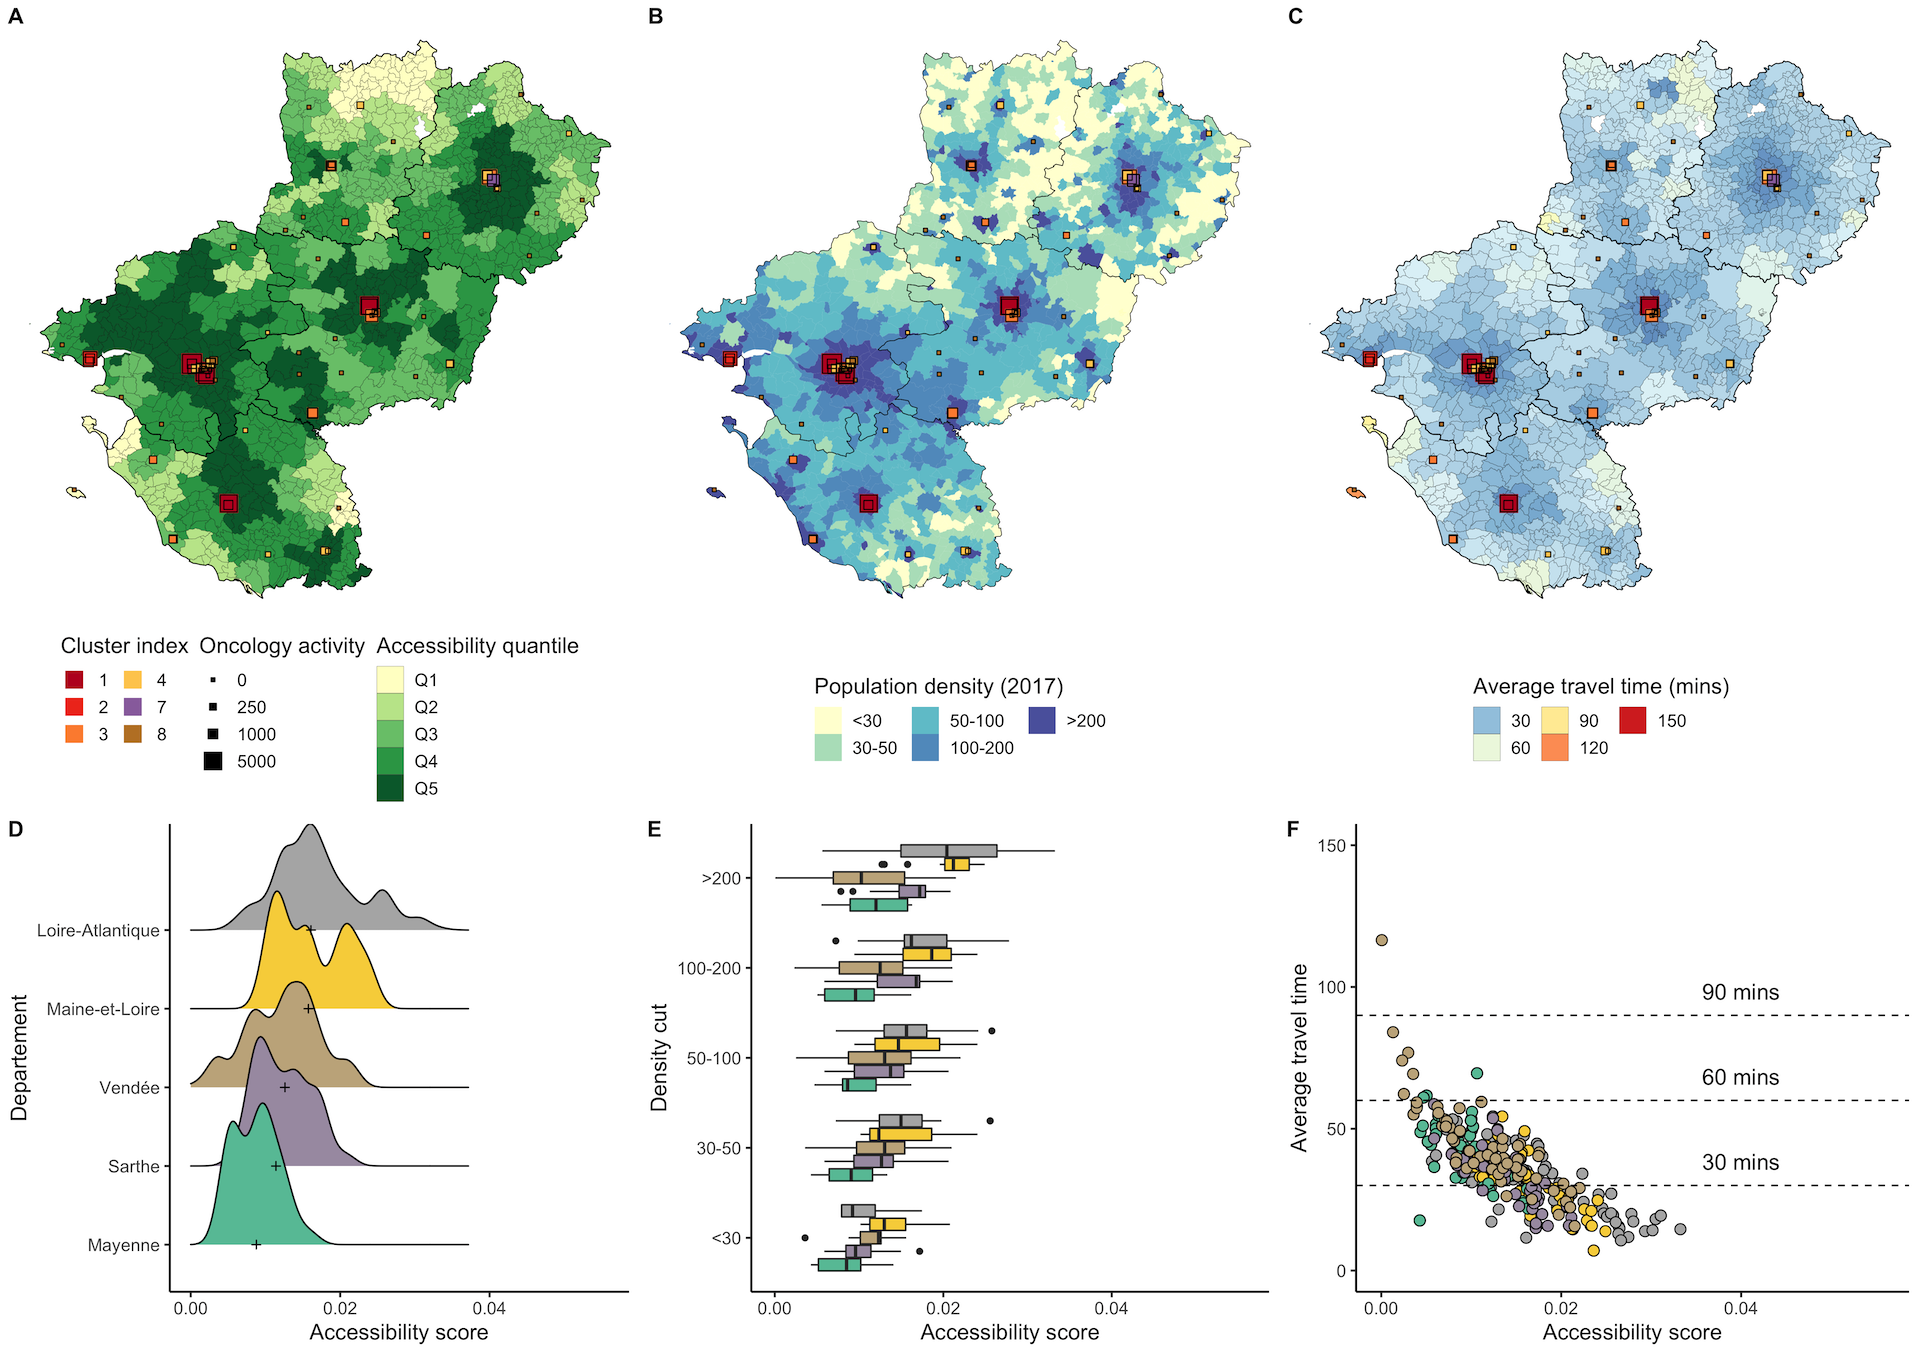 A
B
C
Cluster index
1
4
2
7
3
8
Oncology activity
0
250
1000
5000
Accessibility quantile
Q1
Q2
Q3
Q4
Q5
Population density (2017)
<30
50-100
>200
30-50
100-200
Average travel time (mins)
30
90
150
60
120
D
Departement
Loire-Atlantique
Maine-et-Loire
Vendée
Sarthe
Mayenne
0.00
0.02
0.04
Accessibility score
E
Density cut
>200
100-200
50-100
30-50
<30
0.00
0.02
0.04
Accessibility score
F
Average travel time
150
100
50
0
90 mins
60 mins
30 mins
0.00
0.02
0.04
Accessibility score